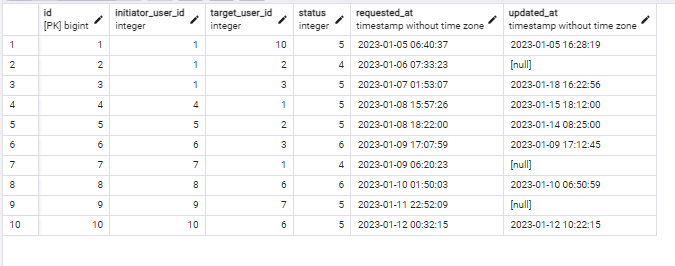 id initiator_user_id target_user_id status requested_at updated_at
[PK] bigint integer integer integer timestamp without time zone timestamp without time zone
1 1 1 10 5 2023-01-05 06:40:37 2023-01-05 16:28:19
2 2 1 2 4 2023-01-06 07:33:23 [null]
3 3 1 3 5 2023-01-07 01:53:07 2023-01-18 16:22:56
4 4 4 1 5 2023-01-08 15:57:26 2023-01-15 18:12:00
5 5 5 2 5 2023-01-08 18:22:00 2023-01-14 08:25:00
6 6 6 3 6 2023-01-09 17:07:59 2023-01-09 17:12:45
7 7 7 1 4 2023-01-09 06:20:23 [null]
8 8 8 6 6 2023-01-10 01:50:03 2023-01-10 06:50:59
9 9 9 7 5 2023-01-11 22:52:09 [null]
10 10 10 6 5 2023-01-12 00:32:15 2023-01-12 10:22:15